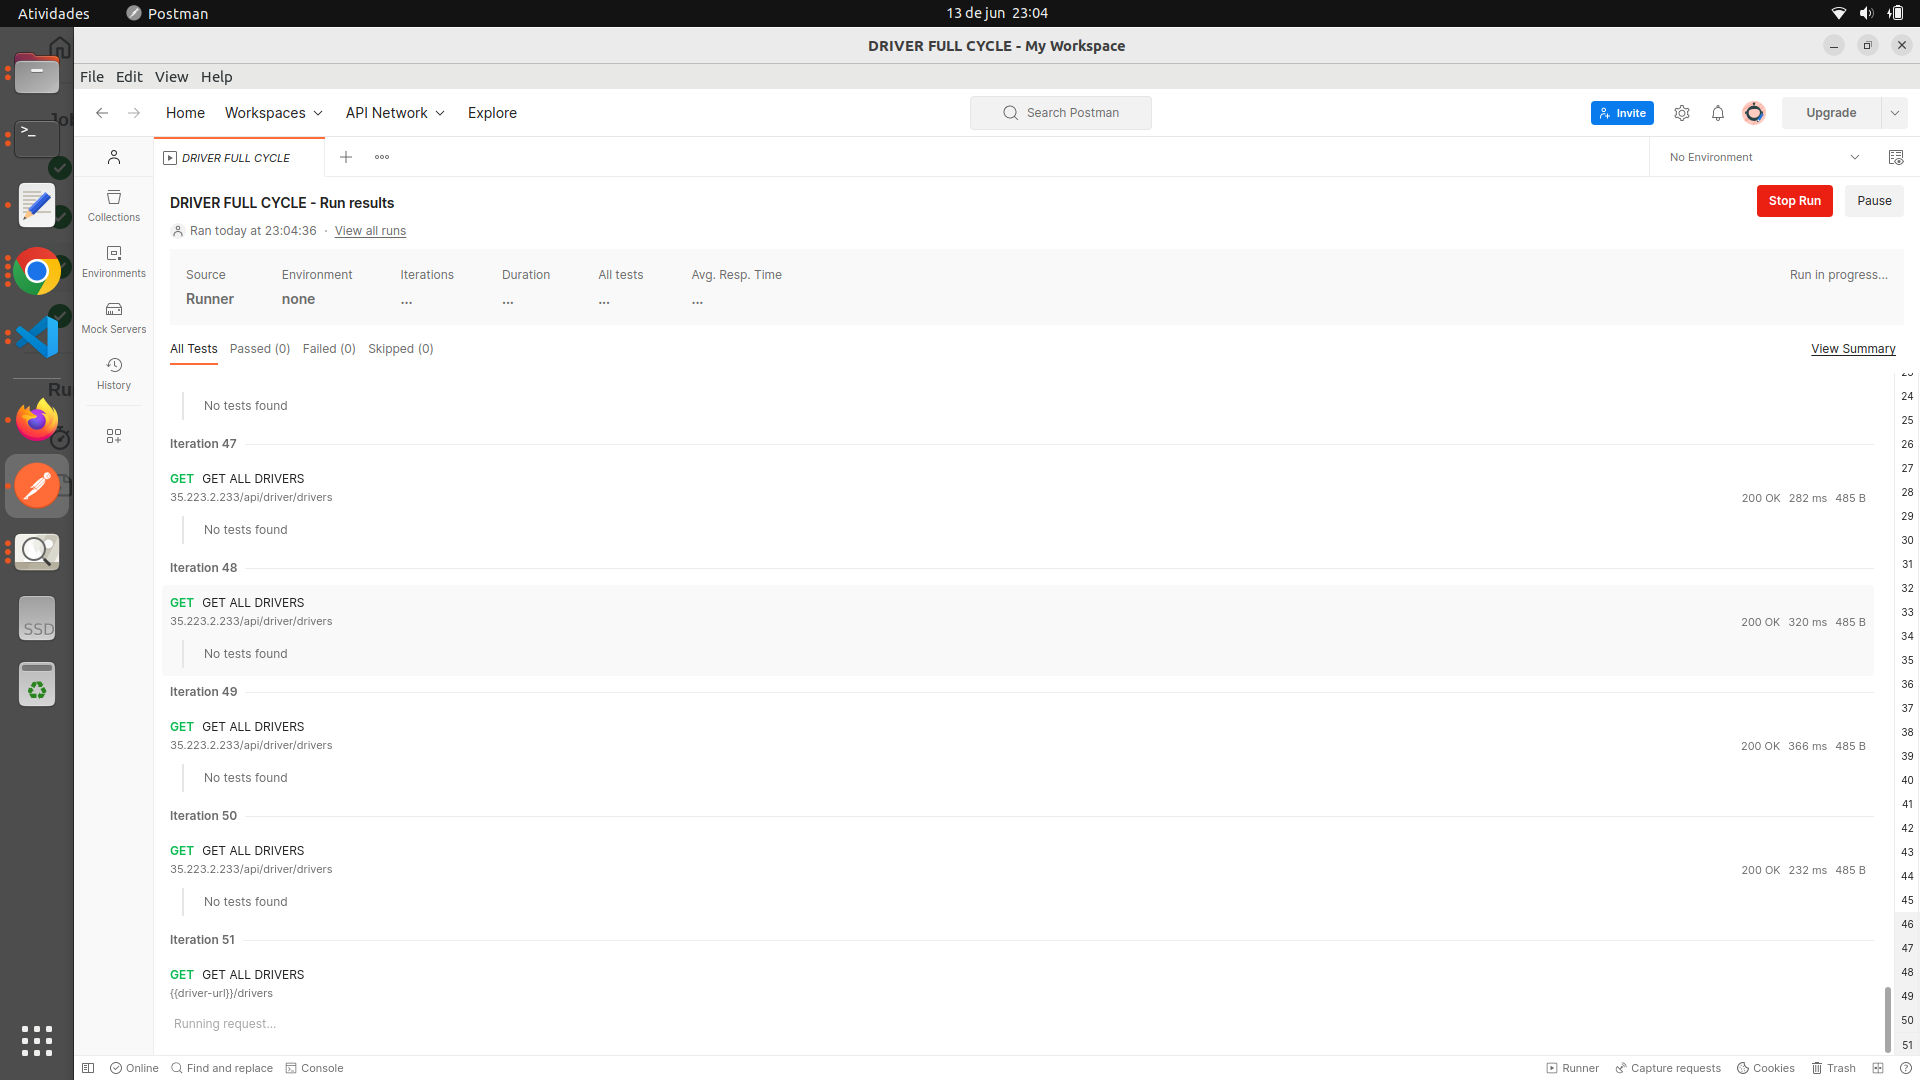 Atividades
Postman
13 de jun 23:04
DRIVER FULL CYCLE - My Workspace
File Edit View Help
Home Workspaces API Network Explore
Search Postman
Invite
Upgrade
DRIVER FULL CYCLE
No Environment
Collections
Environments
Mock Servers
History
>_
SSD
DRIVER FULL CYCLE - Run results
Stop Run
Pause
Ran today at 23:04:36 · View all runs
Source Environment Iterations Duration All tests Avg. Resp. Time
Run in progress...
Runner none ... ... ... ...
All Tests Passed (0) Failed (0) Skipped (0)
View Summary
No tests found
Iteration 47
GET GET ALL DRIVERS
35.223.2.233/api/driver/drivers
200 OK 282 ms 485 B
No tests found
Iteration 48
GET GET ALL DRIVERS
35.223.2.233/api/driver/drivers
200 OK 320 ms 485 B
No tests found
Iteration 49
GET GET ALL DRIVERS
35.223.2.233/api/driver/drivers
200 OK 366 ms 485 B
No tests found
Iteration 50
GET GET ALL DRIVERS
35.223.2.233/api/driver/drivers
200 OK 232 ms 485 B
No tests found
Iteration 51
GET GET ALL DRIVERS
{{driver-url}}/drivers
Running request...
24
25
26
27
28
29
30
31
32
33
34
35
36
37
38
39
40
41
42
43
44
45
46
47
48
49
50
51
Online Find and replace Console
Runner Capture requests Cookies Trash